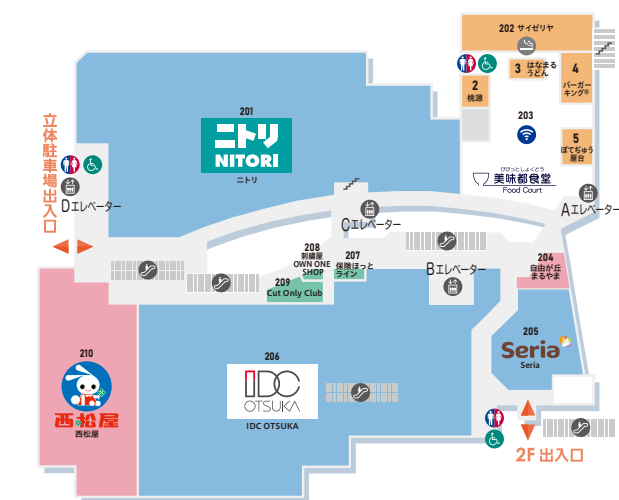 202 サイゼリヤ
3 はなまる
うどん
4
バーガー
キング®
2
桃源
203
5
ぼてぢゅう
屋台
びびっとしょくどう
美味都食堂
Food Court
201
ニトリ
NITORI
ニトリ
立体駐車場出入口
Dエレベーター
Cエレベーター
Aエレベーター
Bエレベーター
208
刺繍屋
OWN ONE
SHOP
207
保険ほっと
ライン
209
Cut Only Club
204
自由が丘
まるやま
205
Seria
Seria
210
西松屋
西松屋
206
IDC
OTSUKA
IDC OTSUKA
2F 出入口